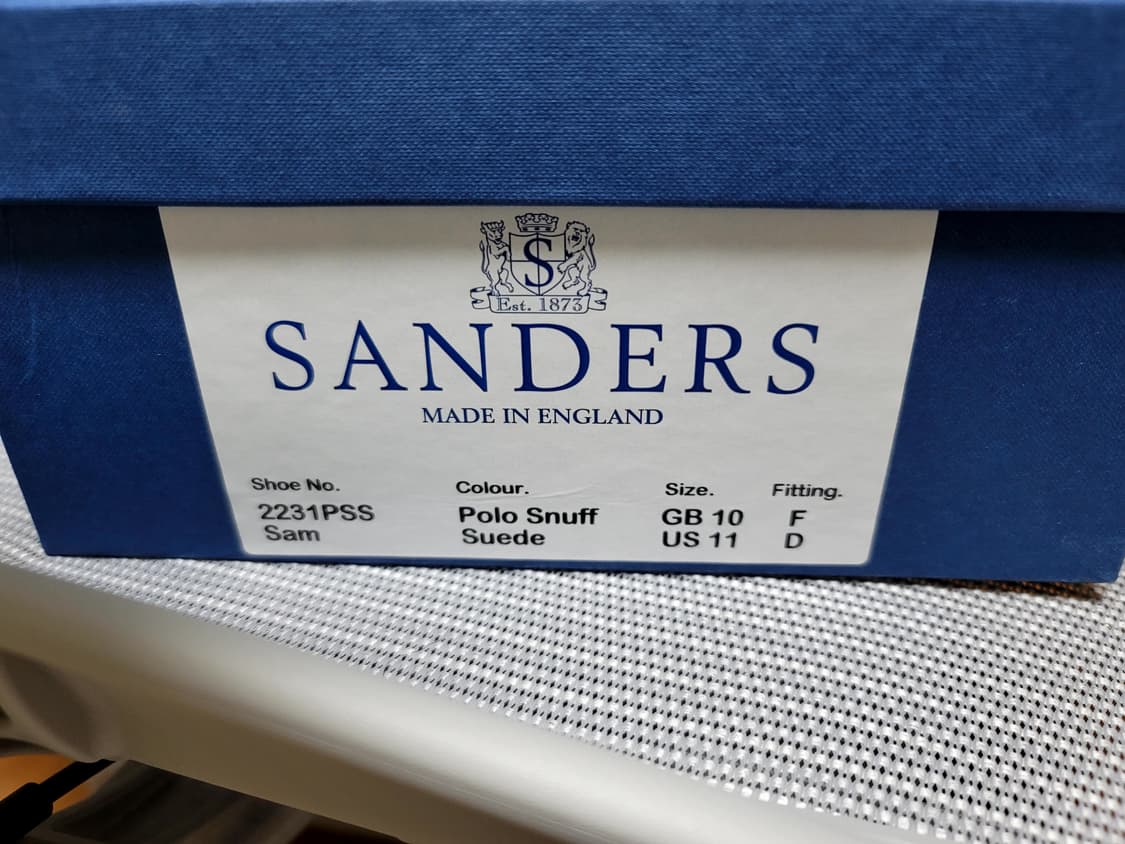 S
Est. 1873
SANDERS
MADE IN ENGLAND
Shoe No. Colour. Size. Fitting.
2231PSS Polo Snuff GB 10 F
Sam Suede US 11 D